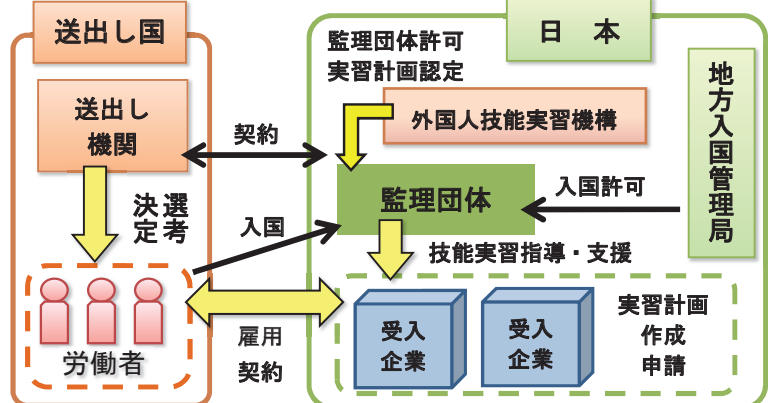 送出し国
日　本
監理団体許可
実習計画認定
地方入国管理局
送出し
機関
契約
外国人技能実習機構
監理団体
入国許可
選考
決定
入国
技能実習指導・支援
労働者
雇用
契約
受入
企業
受入
企業
実習計画
作成
申請